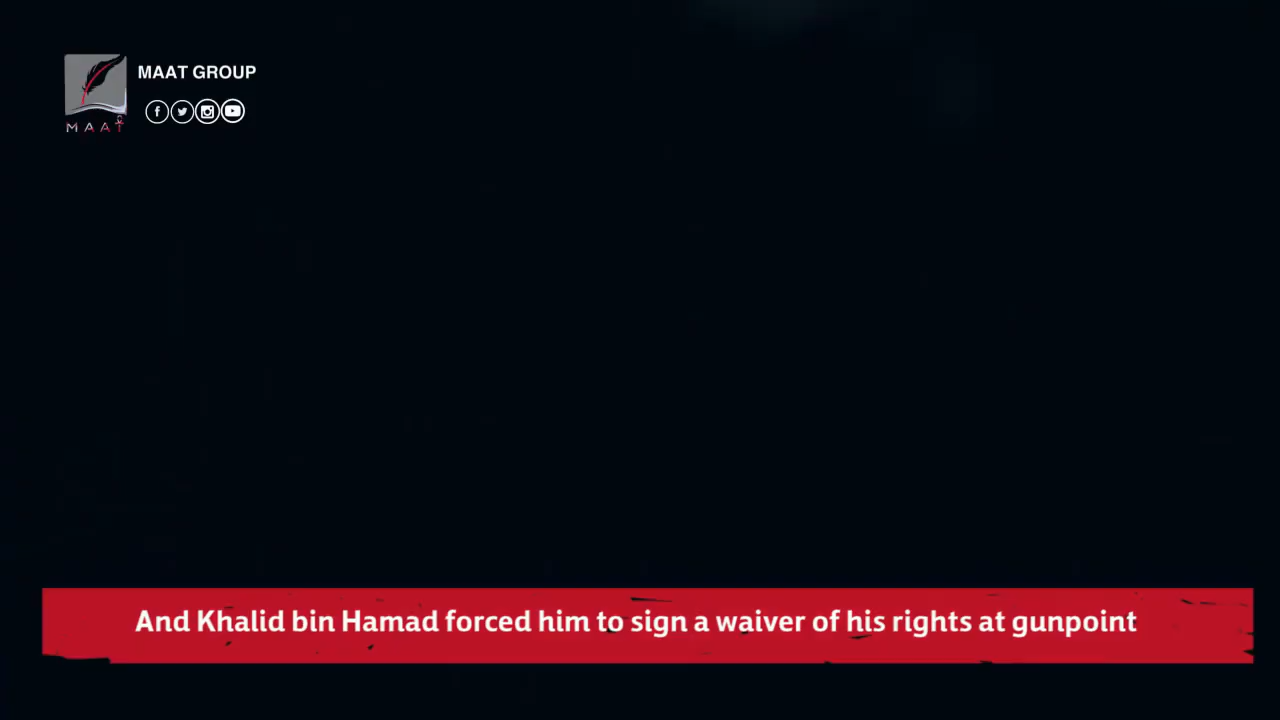 MAAT GROUP
MAAT
And Khalid bin Hamad forced him to sign a waiver of his rights at gunpoint